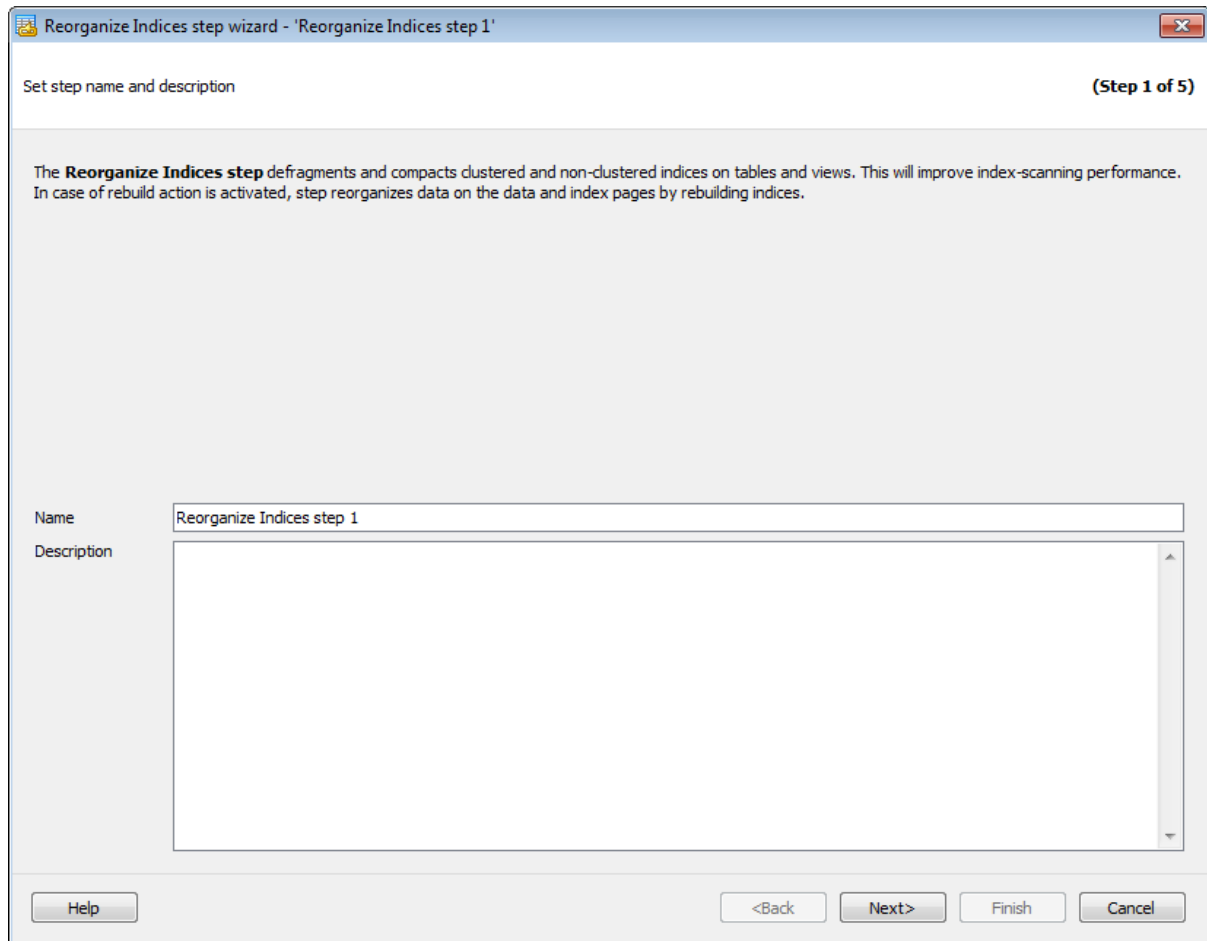 Reorganize Indices step wizard - 'Reorganize Indices step 1'
Set step name and description
(Step 1 of 5)
The Reorganize Indices step defragments and compacts clustered and non-clustered indices on tables and views. This will improve index-scanning performance.
In case of rebuild action is activated, step reorganizes data on the data and index pages by rebuilding indices.
Name
Reorganize Indices step 1
Description
Help
<Back
Next>
Finish
Cancel